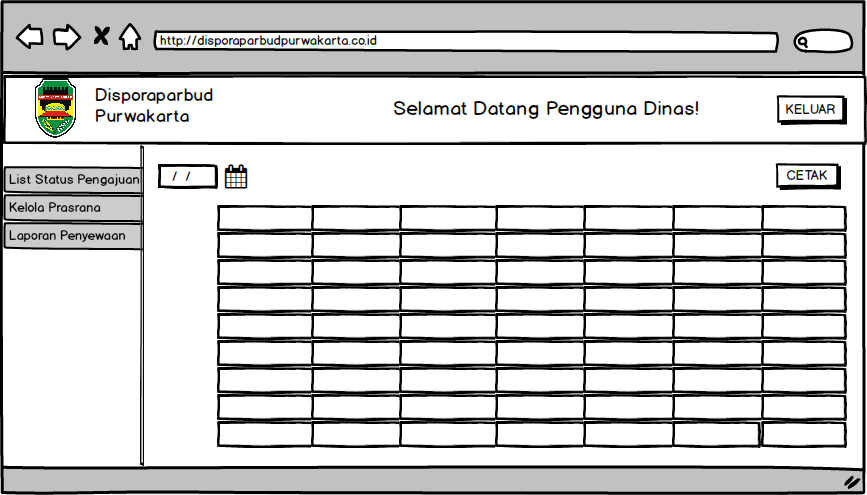 http://disporaparbudpurwakarta.co.id
Disporaparbud
Purwakarta
Selamat Datang Pengguna Dinas!
KELUAR
List Status Pengajuan
Kelola Prasrana
Laporan Penyewaan
/ /
CETAK